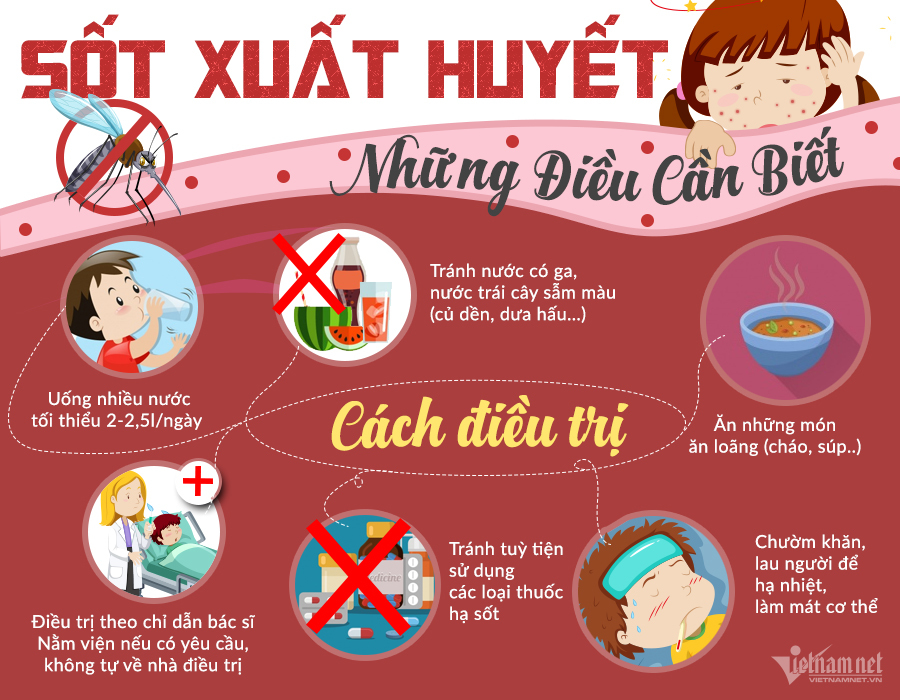 SỐT XUẤT HUYẾT
Những Điều Cần Biết
Uống nhiều nước
tối thiểu 2-2,5l/ngày
Tránh nước có ga,
nước trái cây sẫm màu
(củ dền, dưa hấu...)
Cách điều trị
Ăn những món
ăn loãng (cháo, súp..)
Điều trị theo chỉ dẫn bác sĩ
Nằm viện nếu có yêu cầu,
không tự về nhà điều trị
medicine
Tránh tuỳ tiện
sử dụng
các loại thuốc
hạ sốt
Chườm khăn,
lau người để
hạ nhiệt,
làm mát cơ thể
Vietnamnet
VIETNAMNET.VN